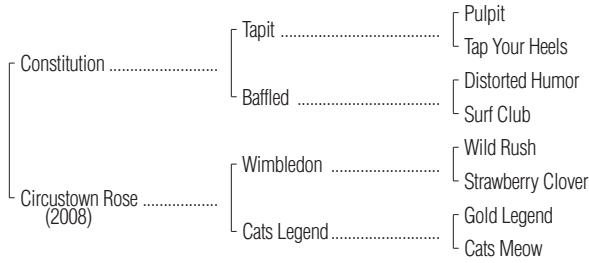 Pulpit
Tapit ..............................................
Tap Your Heels
Constitution ...............................
Distorted Humor
Baffled .........................................
Surf Club
Wild Rush
Wimbledon ................................
Strawberry Clover
Circustown Rose .....................
(2008)
Gold Legend
Cats Legend ...............................
Cats Meow